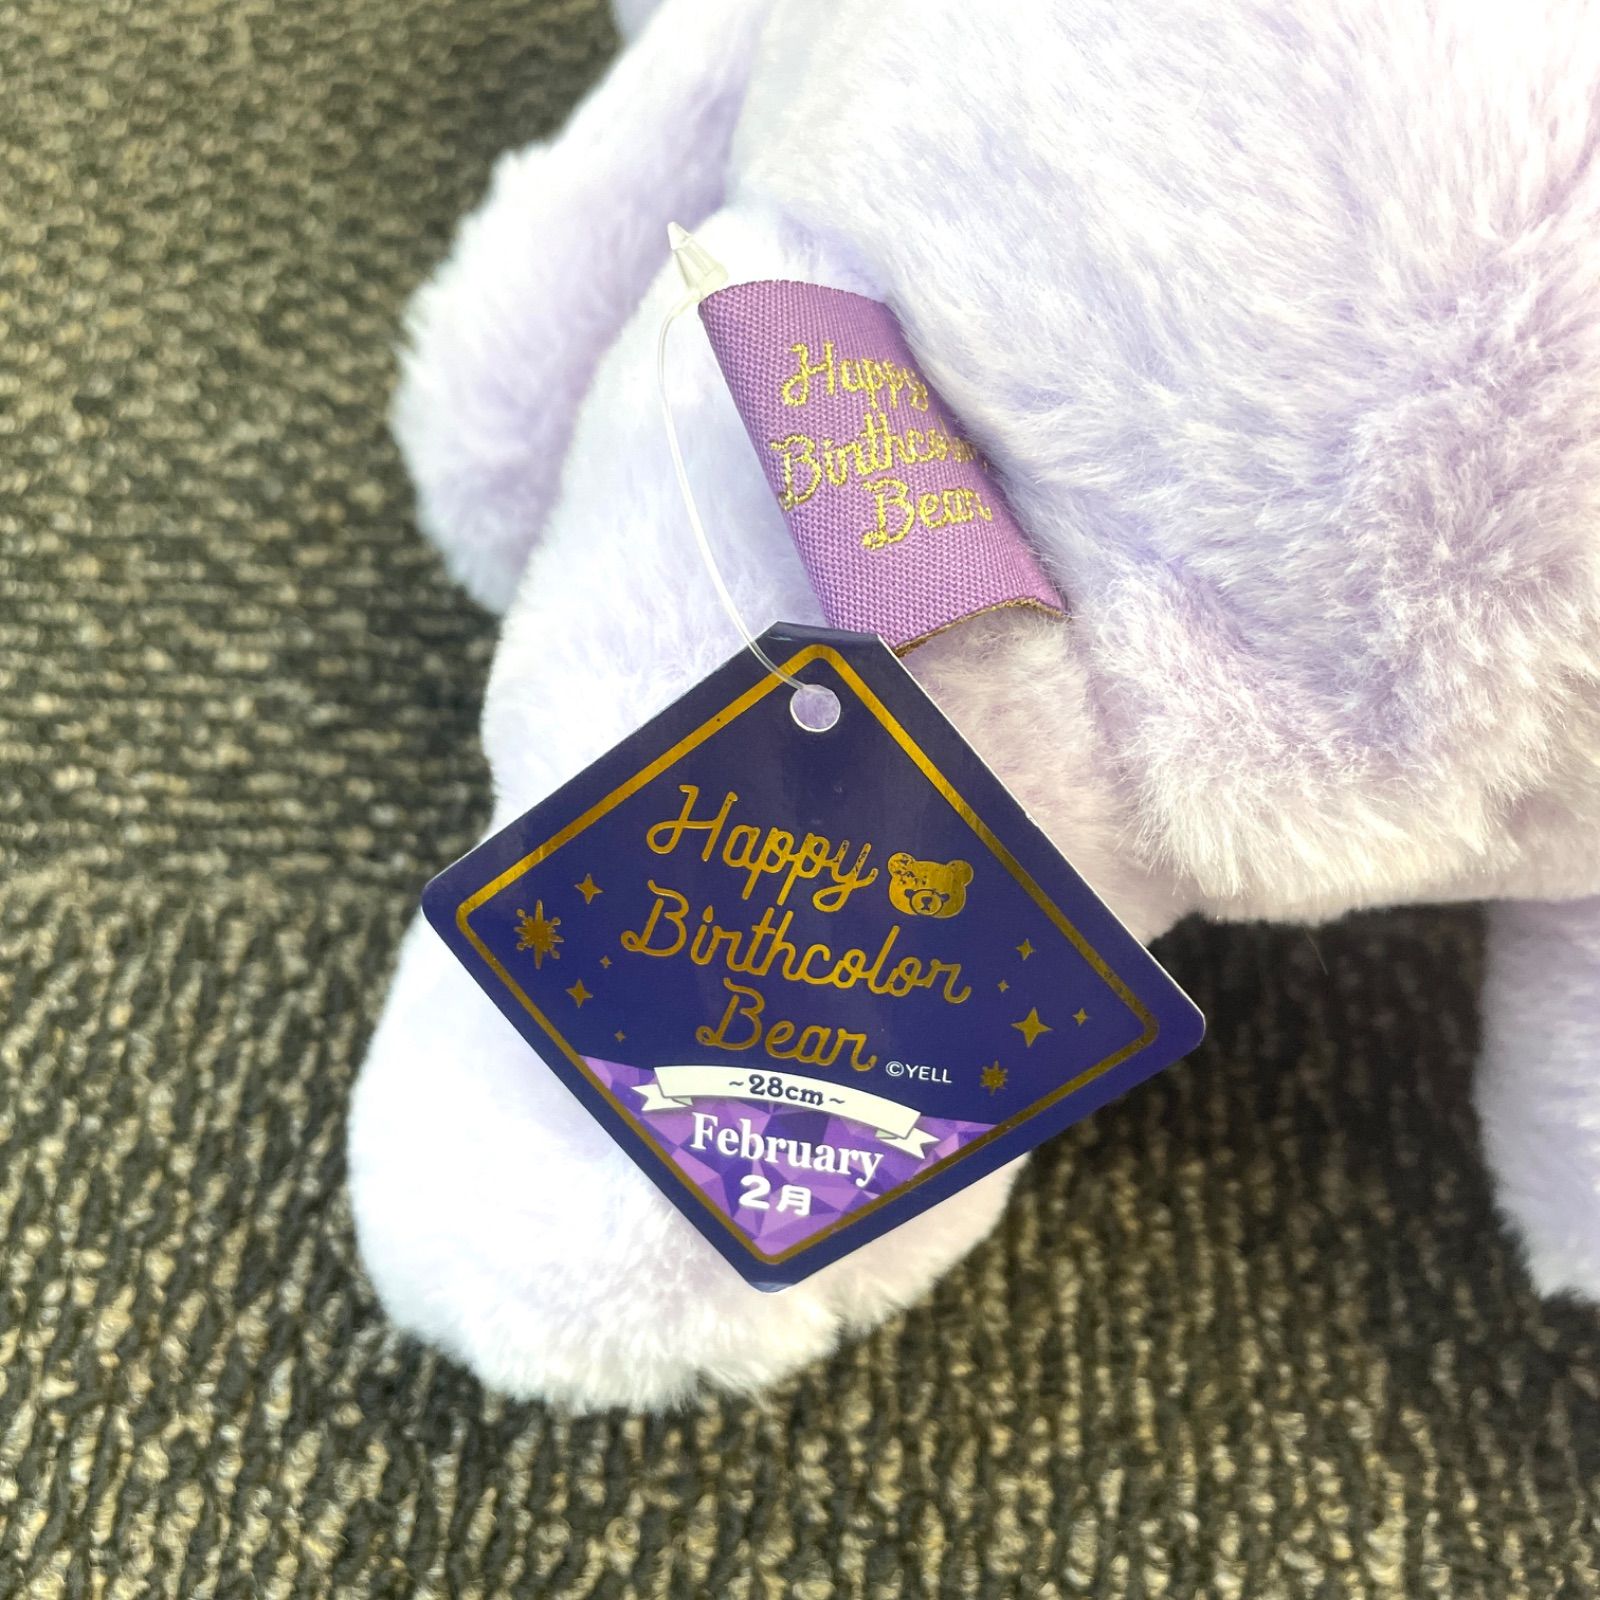 Happy
Birthcolor
Bear
Happy
Birthcolor
Bear
©YELL
~28cm~
February
2月